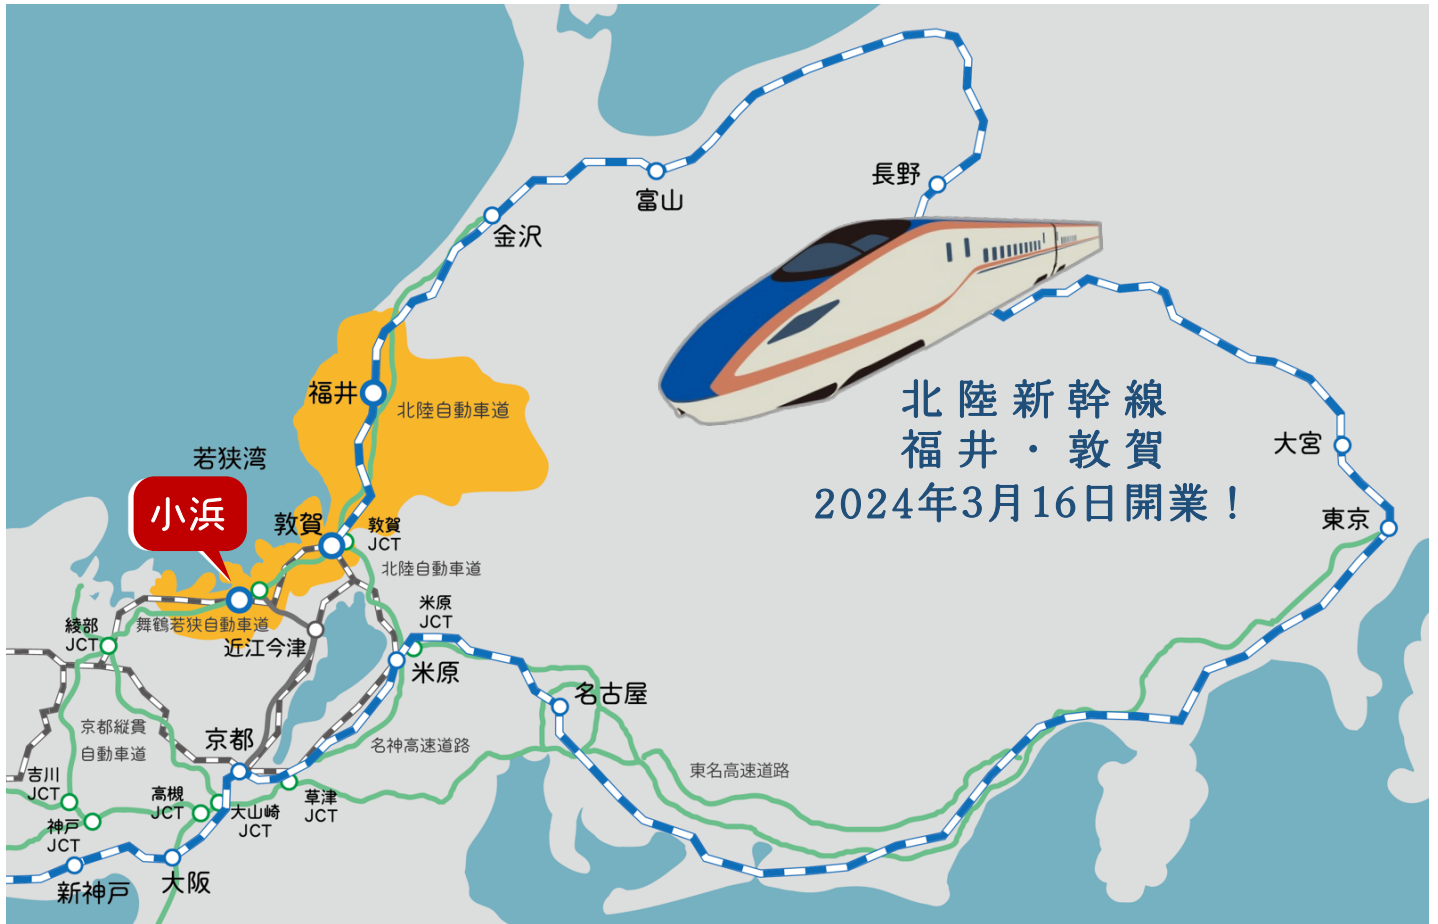 長野
富山
金沢
福井
北陸自動車道
北陸新幹線
福井・敦賀
2024年3月16日開業！
大宮
東京
若狭湾
小浜
敦賀
敦賀
JCT
北陸自動車道
米原
JCT
舞鶴若狭自動車道
綾部
JCT
近江今津
米原
名古屋
京都縦貫
自動車道
京都
名神高速道路
東名高速道路
吉川
JCT
高槻
JCT
大山崎
JCT
草津
JCT
神戸
JCT
新神戸
大阪